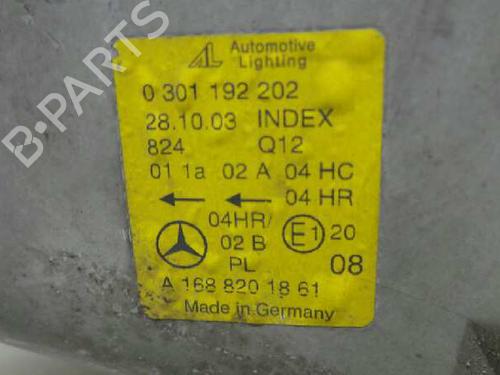 AL Automotive
Lighting
0 301 192 202
28.10.03 INDEX
824 Q12
01 1a 02 A 04 HC
04 HR
04HR/
02 B E1 20
PL 08
A 168 820 18 61
Made in Germany
B-PARTS